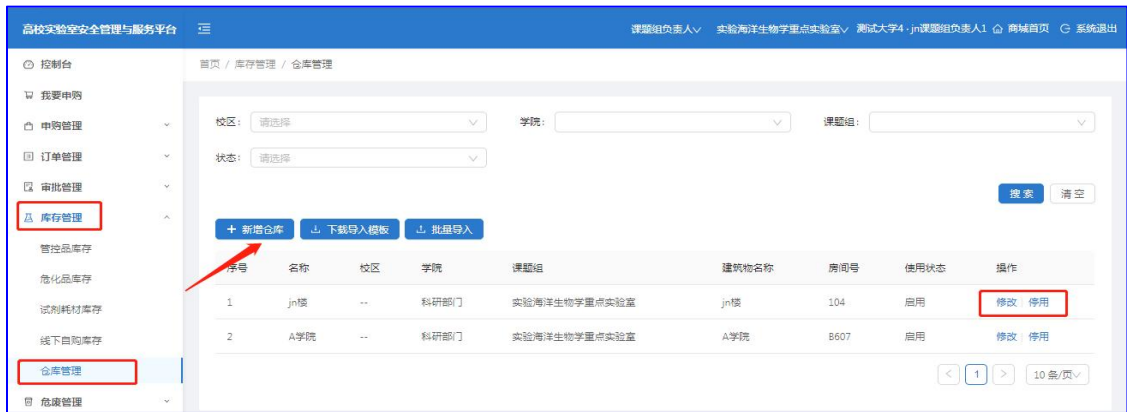 高校实验室安全管理与服务平台 课题组负责人 实验海洋生物学重点实验室 测试大学4 - jn课题组负责人1 商城首页 系统退出
控制台
首页 / 库存管理 / 仓库管理
我要申购
申购管理
校区: 请选择 学院: 课题组:
订单管理
状态: 请选择
审批管理
搜索 清空
库存管理
+ 新增仓库 下载导入模板 批量导入
管控品库存
序号 名称 校区 学院 课题组 建筑物名称 房间号 使用状态 操作
危化品库存
1 jn楼 -- 科研部门 实验海洋生物学重点实验室 jn楼 104 启用 修改 停用
试剂耗材库存
2 A学院 -- 科研部门 实验海洋生物学重点实验室 A学院 B607 启用 修改 停用
线下自购库存
仓库管理
< 1 > 10 条/页
危废管理